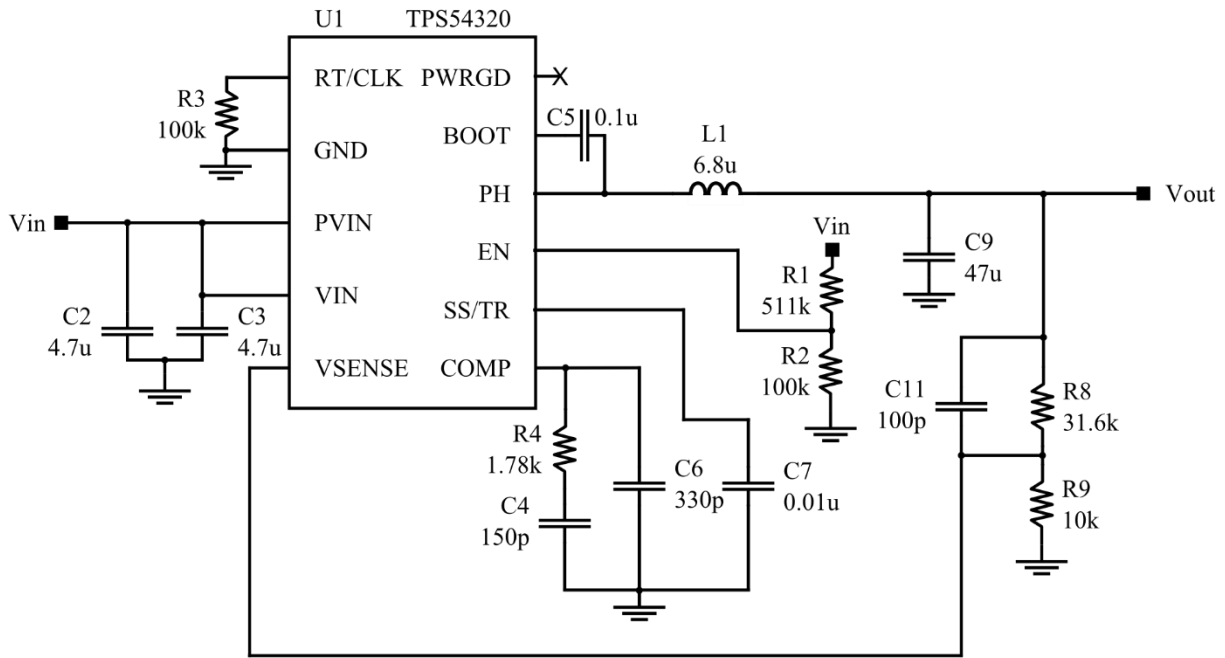 U1 TPS54320
RT/CLK PWRGD
R3
100k
C5 0.1u
BOOT
GND
L1
6.8u
PH
Vout
Vin
PVIN
Vin
EN
C9
47u
R1
511k
VIN
SS/TR
C2
4.7u
C3
4.7u
R2
100k
VSENSE COMP
C11
100p
R8
31.6k
R4
1.78k
C6
330p
C7
0.01u
R9
10k
C4
150p